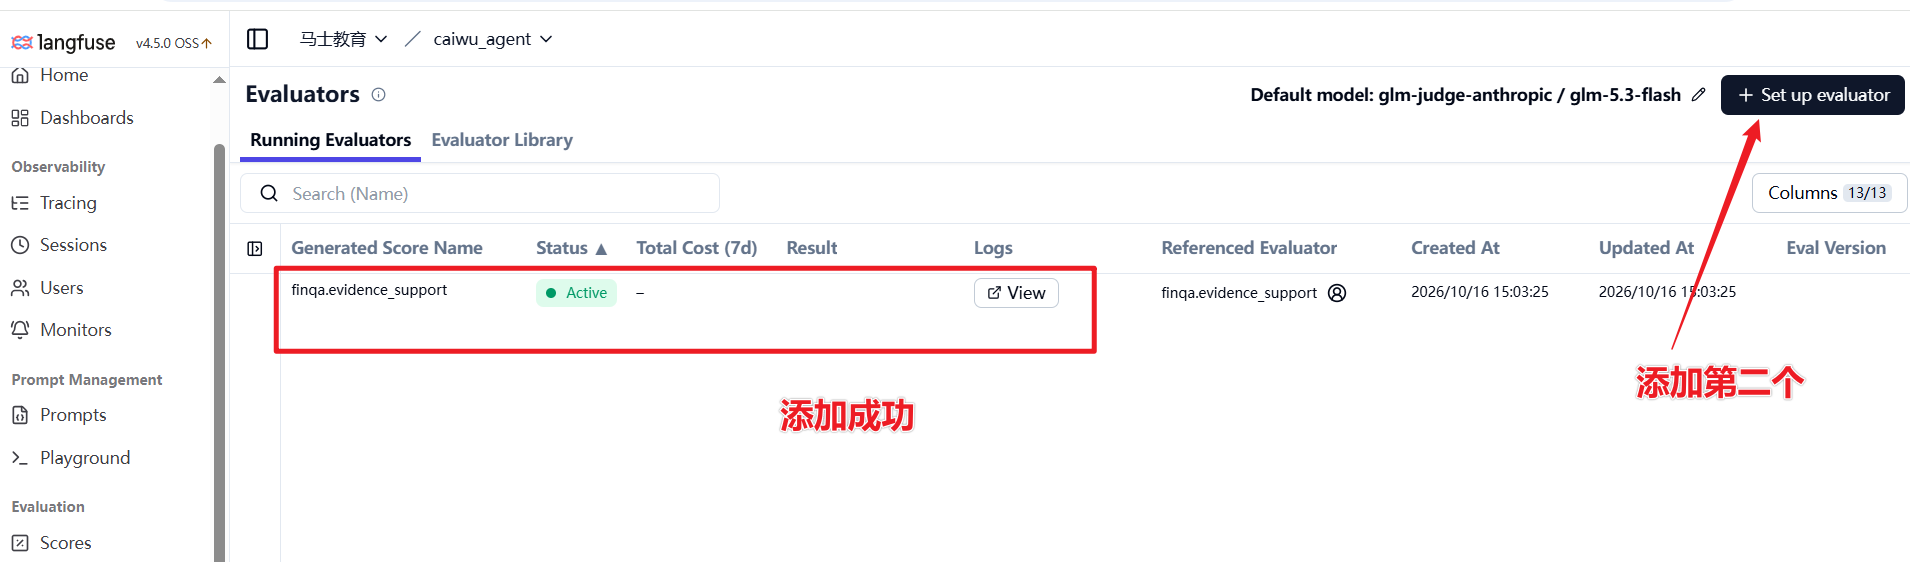 langfuse v4.5.0 OSS
马士教育 / caiwu_agent
Home
Dashboards
Observability
Tracing
Sessions
Users
Monitors
Prompt Management
Prompts
Playground
Evaluation
Scores
Evaluators
Default model: glm-judge-anthropic / glm-5.3-flash
+ Set up evaluator
Running Evaluators Evaluator Library
Search (Name)
Columns 13/13
Generated Score Name Status ▲ Total Cost (7d) Result Logs Referenced Evaluator Created At Updated At Eval Version
finqa.evidence_support Active – View finqa.evidence_support 2026/10/16 15:03:25 2026/10/16 15:03:25
添加第二个
添加成功